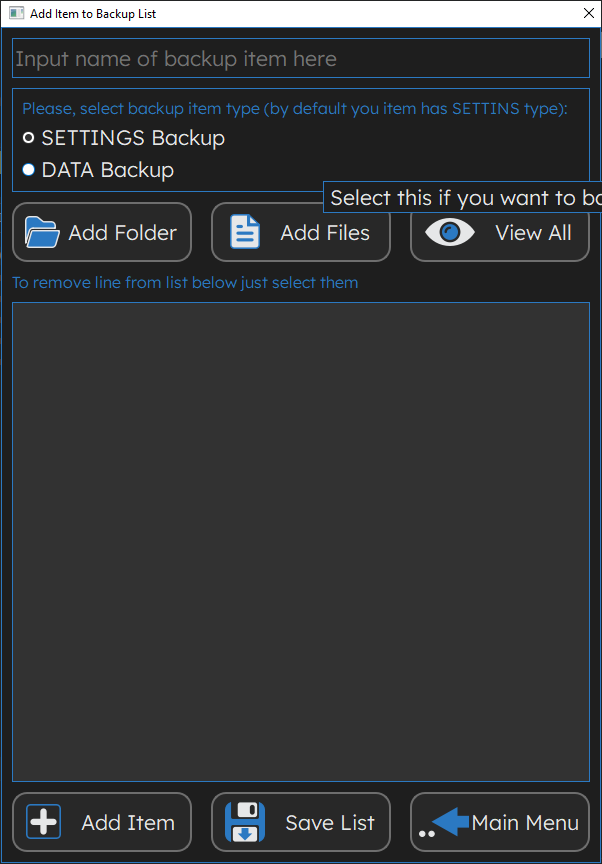 Add Item to Backup List
Input name of backup item here
Please, select backup item type (by default you item has SETTINS type):
SETTINGS Backup
DATA Backup
Select this if you want to
Add Folder
Add Files
View All
To remove line from list below just select them
Add Item
Save List
Main Menu